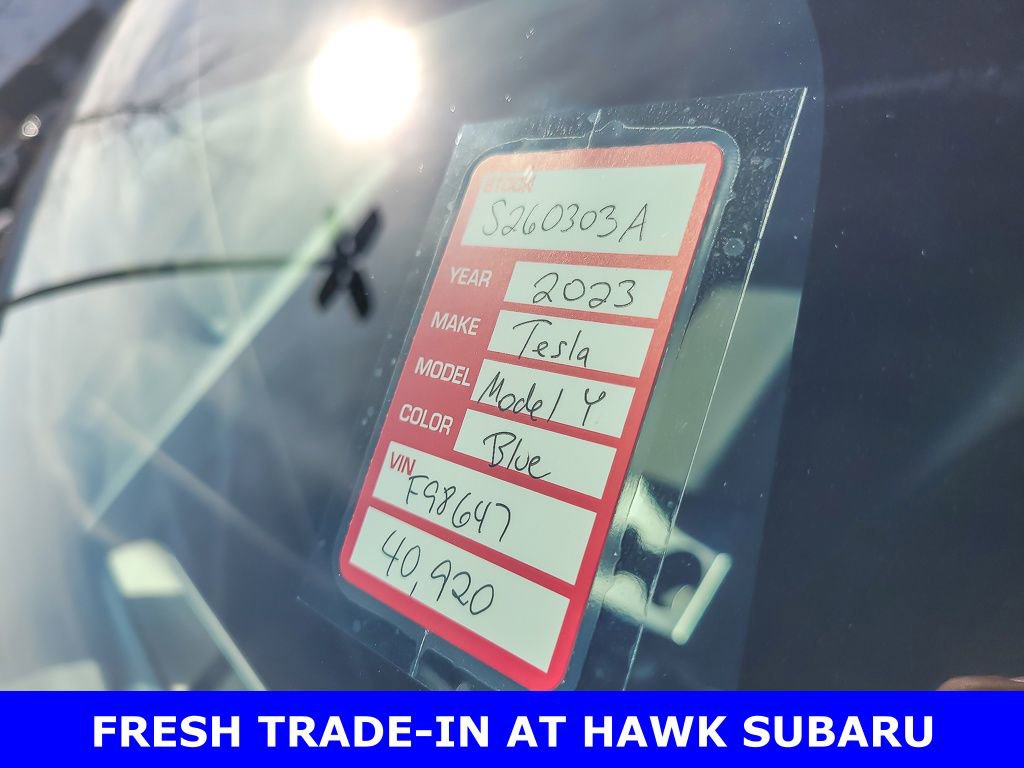 STOCK
S260303A
YEAR 2023
MAKE Tesla
MODEL Model Y
COLOR Blue
VIN F98647
40,920
FRESH TRADE-IN AT HAWK SUBARU